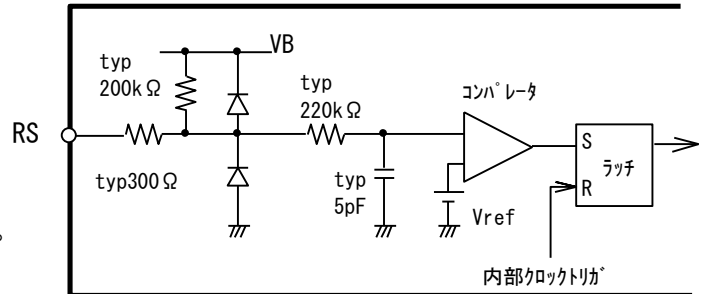 VB
typ
200kΩ
typ
220kΩ
コンパレータ
RS
typ300Ω
typ
5pF
Vref
S
ラッチ
R
内部クロックトリガ
。